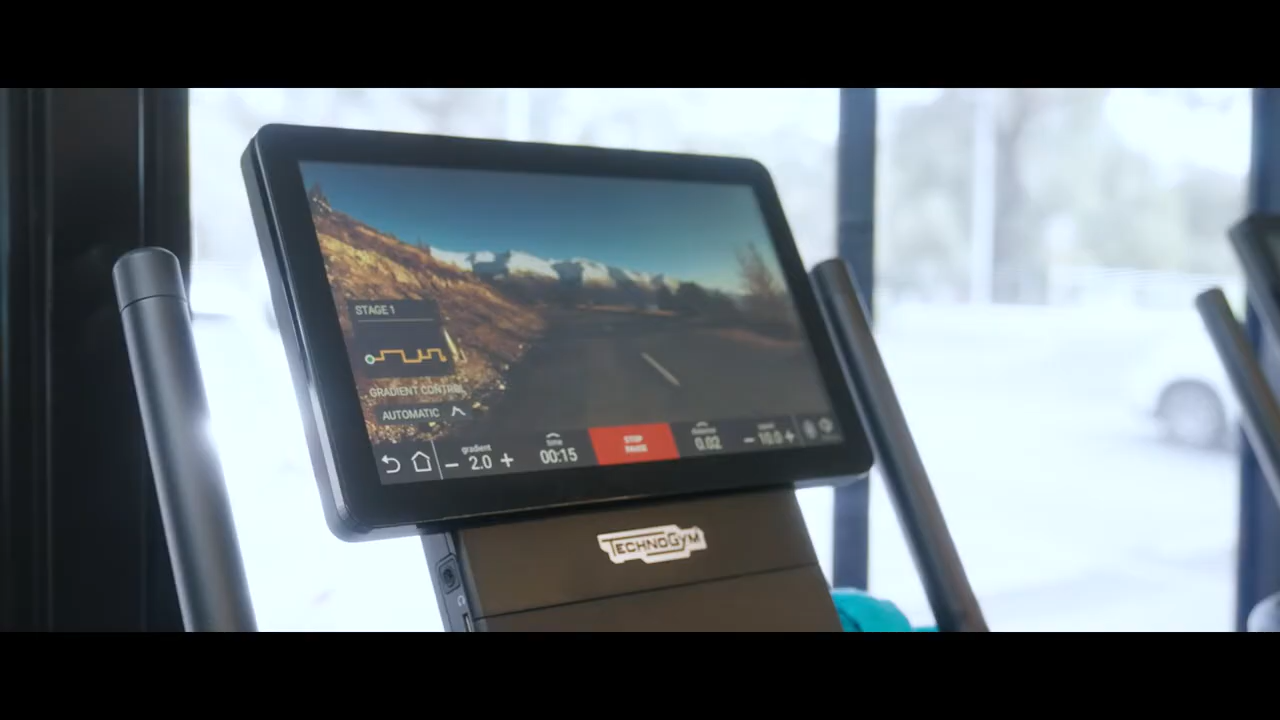 STAGE 1
GRADIENT CONTROL
AUTOMATIC
gradient
− 2.0 +
time
00:15
STOP
PAUSE
distance
0.02
− 10.0 +
TECHNOGYM